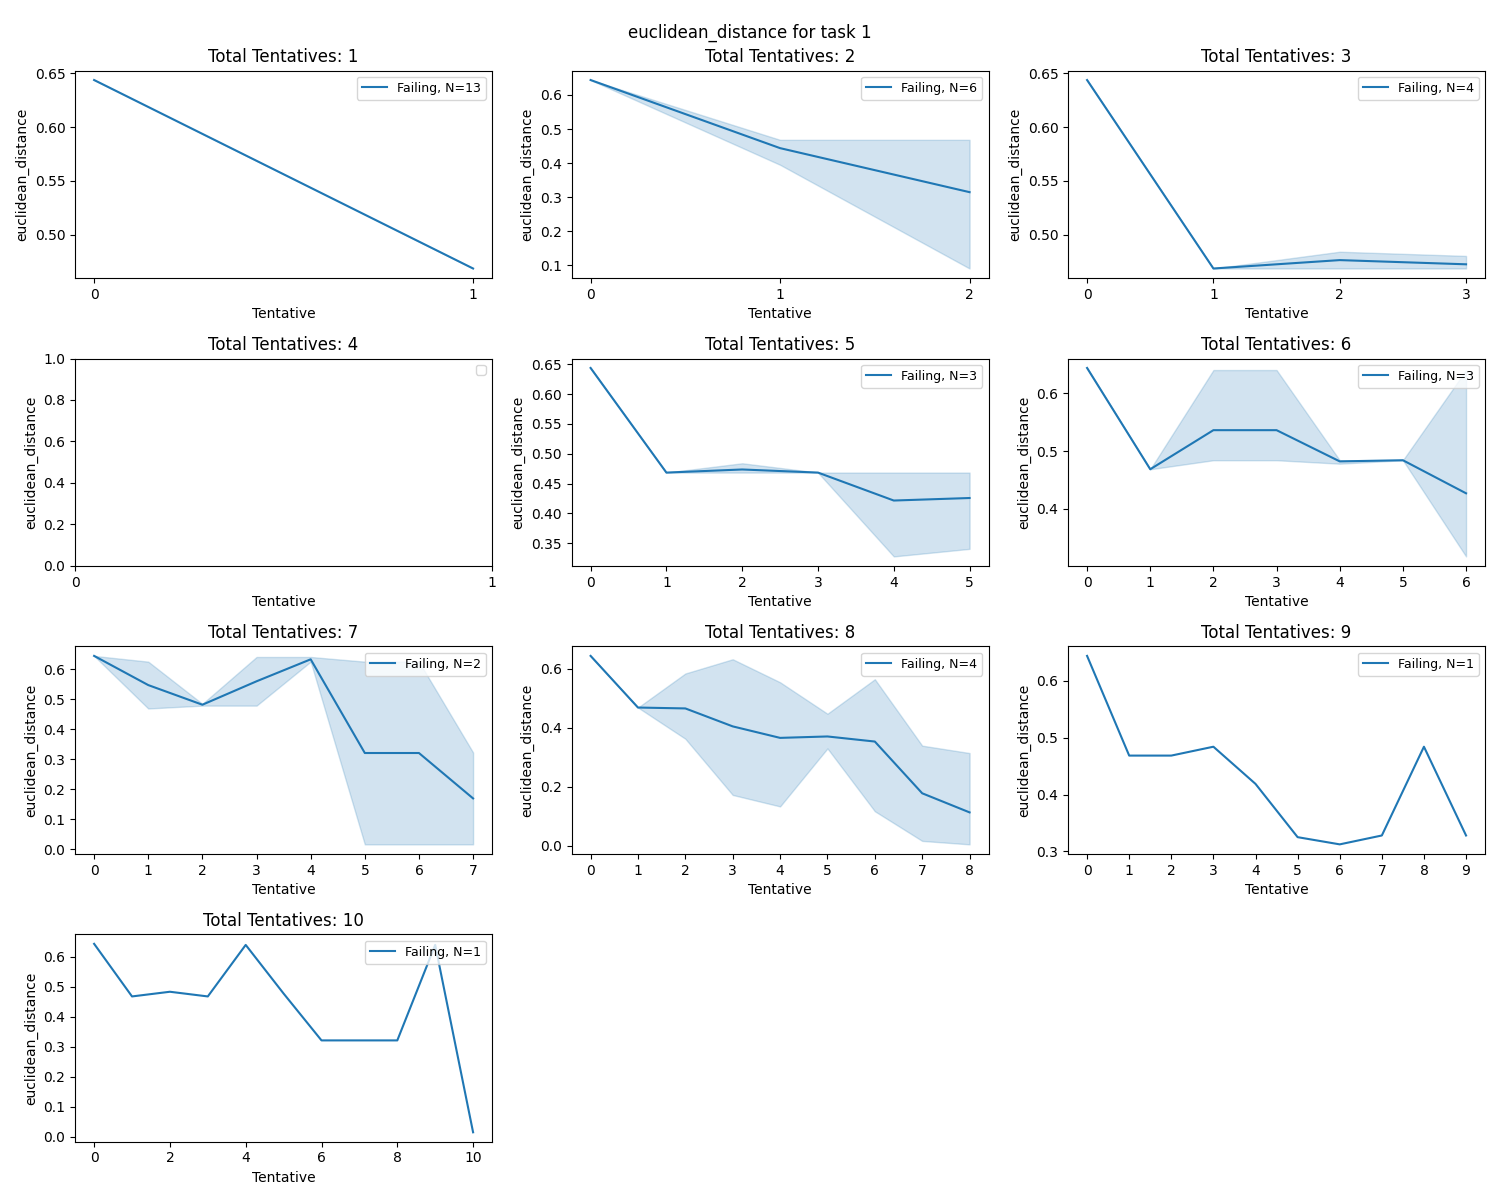 euclidean_distance for task 1
Total Tentatives: 1
0.65
0.60
0.55
0.50
euclidean_distance
Failing, N=13
0 1
Tentative
Total Tentatives: 2
0.6
0.5
0.4
0.3
0.2
0.1
euclidean_distance
Failing, N=6
0 1 2
Tentative
Total Tentatives: 3
0.65
0.60
0.55
0.50
euclidean_distance
Failing, N=4
0 1 2 3
Tentative
Total Tentatives: 4
1.0
0.8
0.6
0.4
0.2
0.0
euclidean_distance
0 1
Tentative
Total Tentatives: 5
0.65
0.60
0.55
0.50
0.45
0.40
0.35
euclidean_distance
Failing, N=3
0 1 2 3 4 5
Tentative
Total Tentatives: 6
0.6
0.5
0.4
euclidean_distance
Failing, N=3
0 1 2 3 4 5 6
Tentative
Total Tentatives: 7
0.6
0.5
0.4
0.3
0.2
0.1
0.0
euclidean_distance
Failing, N=2
0 1 2 3 4 5 6 7
Tentative
Total Tentatives: 8
0.6
0.4
0.2
0.0
euclidean_distance
Failing, N=4
0 1 2 3 4 5 6 7 8
Tentative
Total Tentatives: 9
0.6
0.5
0.4
0.3
euclidean_distance
Failing, N=1
0 1 2 3 4 5 6 7 8 9
Tentative
Total Tentatives: 10
0.6
0.5
0.4
0.3
0.2
0.1
0.0
euclidean_distance
Failing, N=1
0 2 4 6 8 10
Tentative